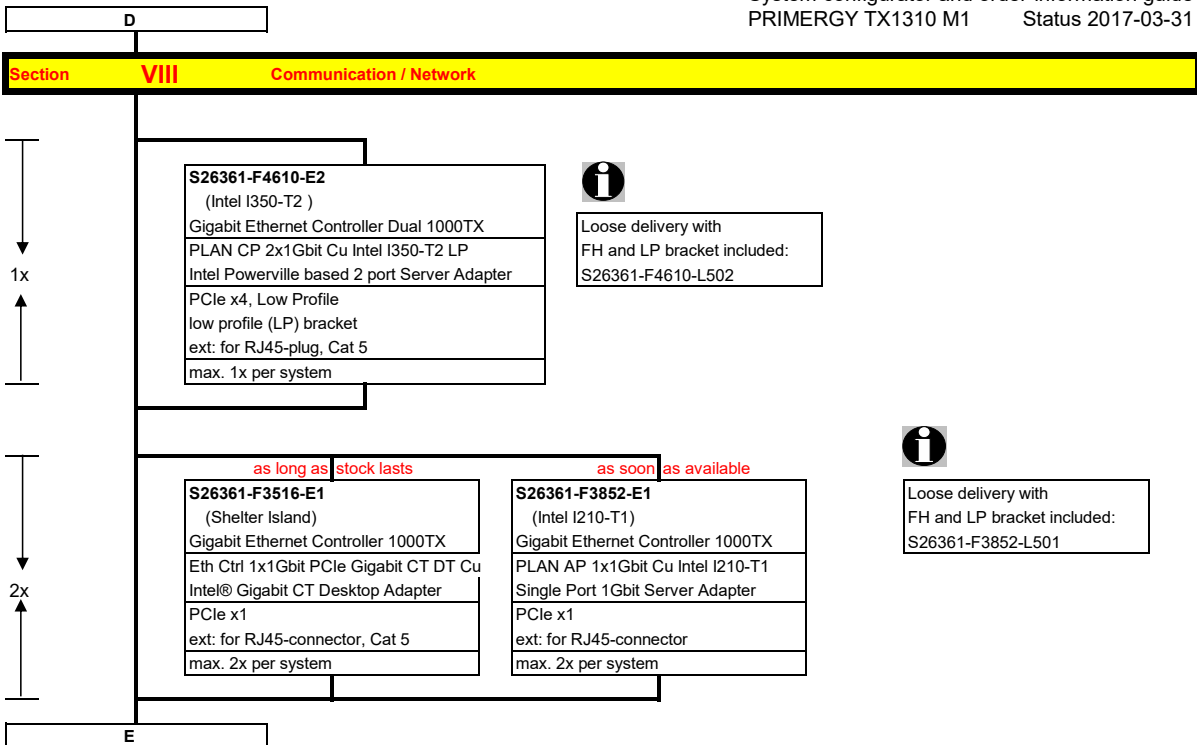 System configurator and order-information guide
PRIMERGY TX1310 M1 Status 2017-03-31
D
Section VIII Communication / Network
S26361-F4610-E2
(Intel I350-T2 )
Gigabit Ethernet Controller Dual 1000TX
PLAN CP 2x1Gbit Cu Intel I350-T2 LP
Intel Powerville based 2 port Server Adapter
PCIe x4, Low Profile
low profile (LP) bracket
ext: for RJ45-plug, Cat 5
max. 1x per system
Loose delivery with
FH and LP bracket included:
S26361-F4610-L502
1x
as long as stock lasts
S26361-F3516-E1
(Shelter Island)
Gigabit Ethernet Controller 1000TX
Eth Ctrl 1x1Gbit PCIe Gigabit CT DT Cu
Intel® Gigabit CT Desktop Adapter
PCIe x1
ext: for RJ45-connector, Cat 5
max. 2x per system
as soon as available
S26361-F3852-E1
(Intel I210-T1)
Gigabit Ethernet Controller 1000TX
PLAN AP 1x1Gbit Cu Intel I210-T1
Single Port 1Gbit Server Adapter
PCIe x1
ext: for RJ45-connector
max. 2x per system
Loose delivery with
FH and LP bracket included:
S26361-F3852-L501
2x
E